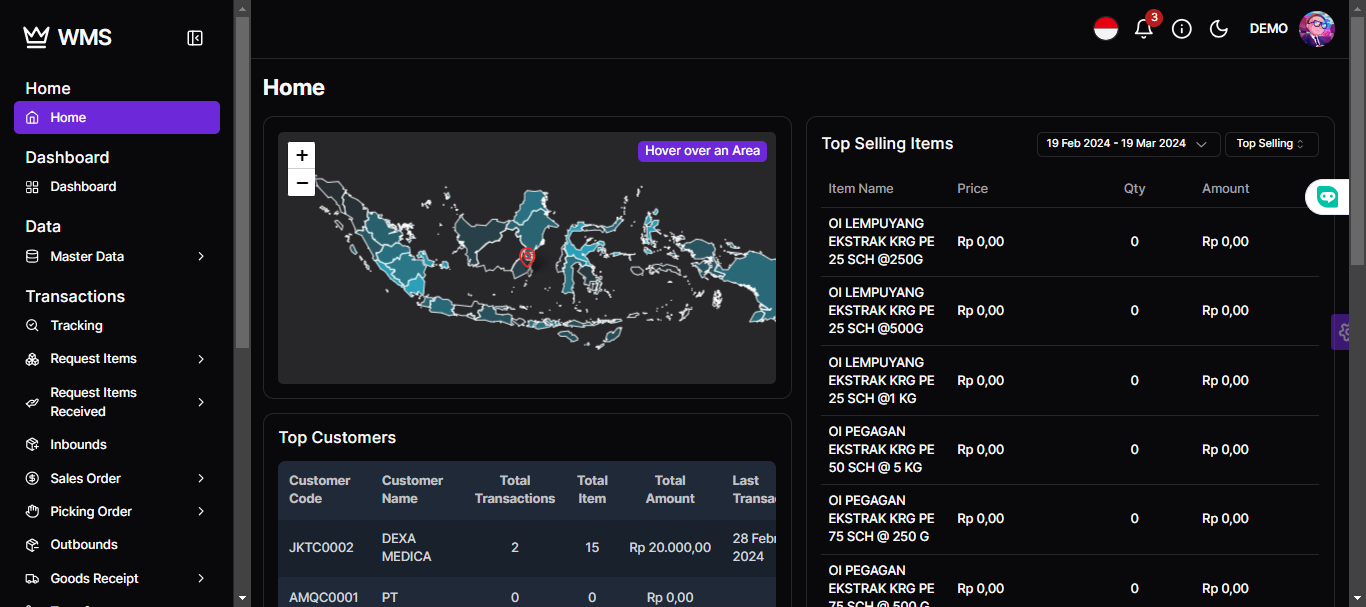 WMS
Home
Home
Dashboard
Dashboard
Data
Master Data
Transactions
Tracking
Request Items
Request Items
Received
Inbounds
Sales Order
Picking Order
Outbounds
Goods Receipt
3
DEMO
Home
+
−
Hover over an Area
Top Customers
Customer Code
Customer Name
Total Transactions
Total Item
Total Amount
Last
JKTC0002 DEXA MEDICA 2 15 Rp 20.000,00 28 2024
AMQC0001 PT 0 0 Rp 0,00
Top Selling Items
19 Feb 2024 - 19 Mar 2024
Top Selling
Item Name Price Qty Amount
OI LEMPUYANG
EKSTRAK KRG PE Rp 0,00 0 Rp 0,00
25 SCH @250G
OI LEMPUYANG
EKSTRAK KRG PE Rp 0,00 0 Rp 0,00
25 SCH @500G
OI LEMPUYANG
EKSTRAK KRG PE Rp 0,00 0 Rp 0,00
25 SCH @1 KG
OI PEGAGAN
EKSTRAK KRG PE Rp 0,00 0 Rp 0,00
50 SCH @ 5 KG
OI PEGAGAN
EKSTRAK KRG PE Rp 0,00 0 Rp 0,00
75 SCH @ 250 G
OI PEGAGAN
EKSTRAK KRG PE Rp 0,00 0 Rp 0,00
75 SCH @ 500 G